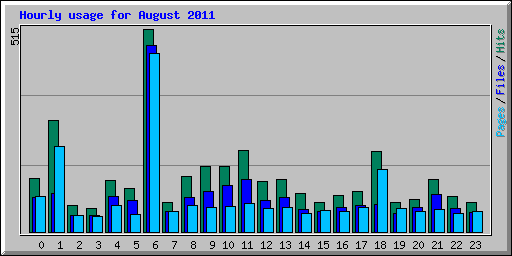 Hourly usage for August 2011
515
Pages / Files / Hits
0 1 2 3 4 5 6 7 8 9 10 11 12 13 14 15 16 17 18 19 20 21 22 23